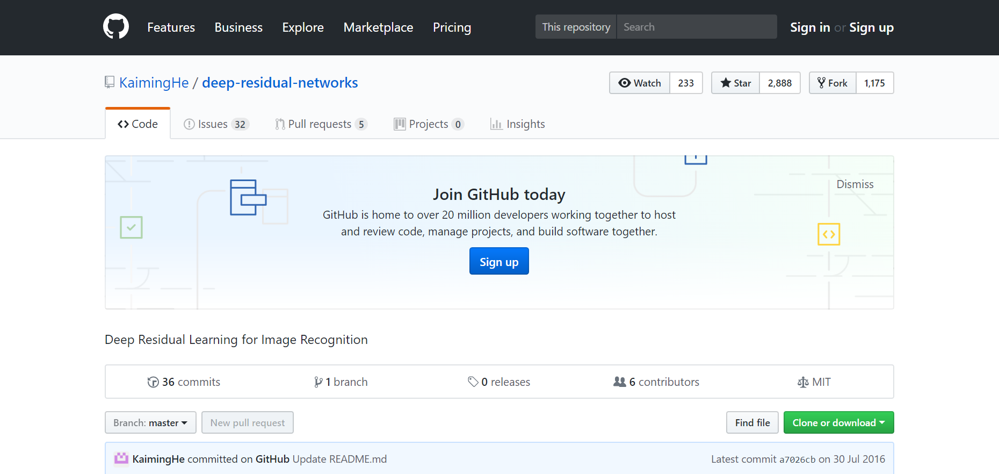 Features Business Explore Marketplace Pricing This repository Search Sign in or Sign up
KaimingHe / deep-residual-networks Watch 233 Star 2,888 Fork 1,175
Code Issues 32 Pull requests 5 Projects 0 Insights
Dismiss
Join GitHub today
GitHub is home to over 20 million developers working together to host
and review code, manage projects, and build software together.
Sign up
Deep Residual Learning for Image Recognition
36 commits 1 branch 0 releases 6 contributors MIT
Branch: master New pull request Find file Clone or download
KaimingHe committed on GitHub Update README.md Latest commit a7026cb on 30 Jul 2016